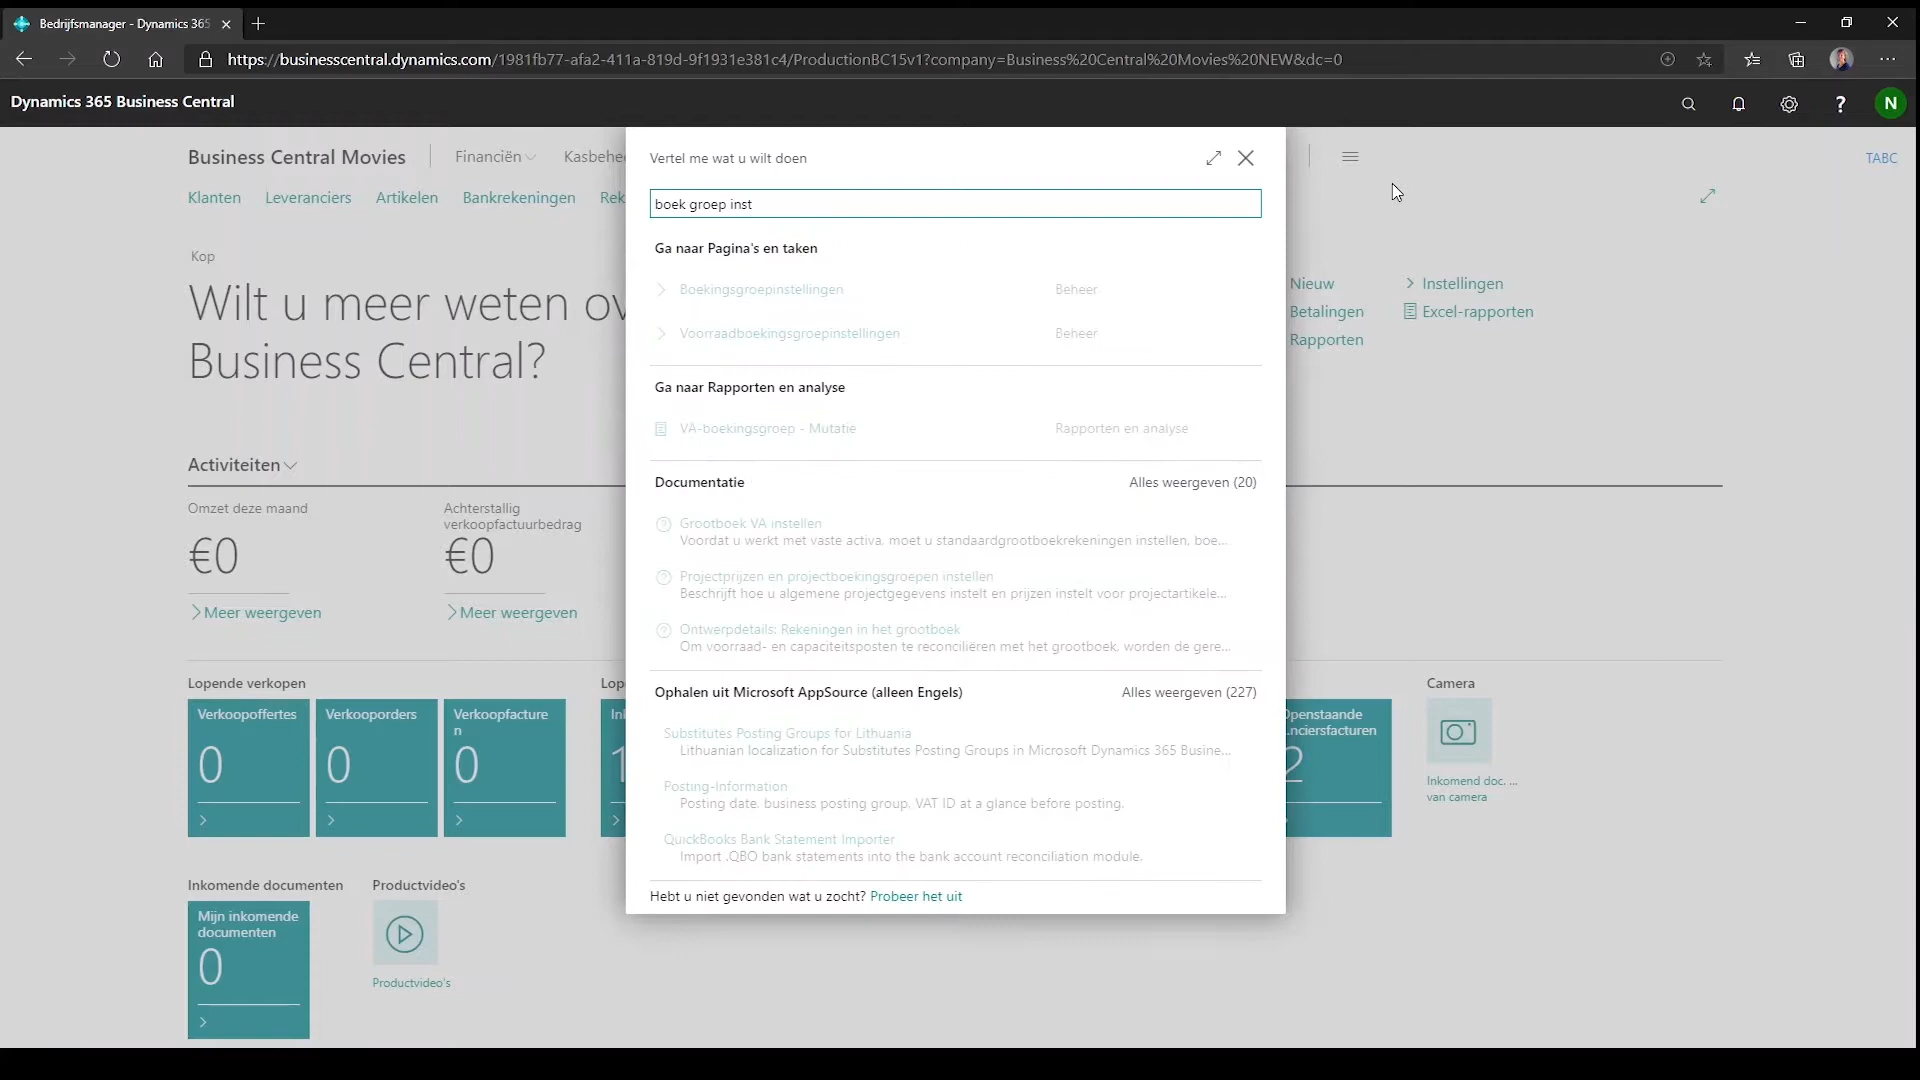 Bedrijfsmanager - Dynamics 365
https://businesscentral.dynamics.com/1981fb77-afa2-411a-819d-9f1931e381c4/ProductionBC15v1?company=Business%20Central%20Movies%20NEW&dc=0
Dynamics 365 Business Central
N
Business Central Movies
Financiën
Kasbehe
TABC
Klanten
Leveranciers
Artikelen
Bankrekeningen
Rek
Kop
Wilt u meer weten ov
Business Central?
Nieuw
Instellingen
Betalingen
Excel-rapporten
Rapporten
Vertel me wat u wilt doen
boek groep inst
Ga naar Pagina's en taken
Boekingsgroepinstellingen Beheer
Voorraadboekingsgroepinstellingen Beheer
Ga naar Rapporten en analyse
VA-boekingsgroep - Mutatie Rapporten en analyse
Documentatie Alles weergeven (20)
Grootboek VA instellen
Voordat u werkt met vaste activa, moet u standaardgrootboekrekeningen instellen, boe...
Projectprijzen en projectboekingsgroepen instellen
Beschrijft hoe u algemene projectgegevens instelt en prijzen instelt voor projectartikele...
Ontwerpdetails: Rekeningen in het grootboek
Om voorraad- en capaciteitsposten te reconciliëren met het grootboek, worden de gere...
Ophalen uit Microsoft AppSource (alleen Engels) Alles weergeven (227)
Substitutes Posting Groups for Lithuania
Lithuanian localization for Substitutes Posting Groups in Microsoft Dynamics 365 Busine...
Posting-Information
Posting date, business posting group, VAT ID at a glance before posting.
QuickBooks Bank Statement Importer
Import .QBO bank statements into the bank account reconciliation module.
Hebt u niet gevonden wat u zocht? Probeer het uit
Activiteiten
Omzet deze maand
€0
Meer weergeven
Achterstallig
verkoopfactuurbedrag
€0
Meer weergeven
Lopende verkopen
Verkoopoffertes
0
Verkooporders
0
Verkoopfacture
n
0
Lop
Ink
1
Openstaande
.nciersfacturen
2
Camera
Inkomend doc. ...
van camera
Inkomende documenten
Mijn inkomende
documenten
0
Productvideo's
Productvideo's